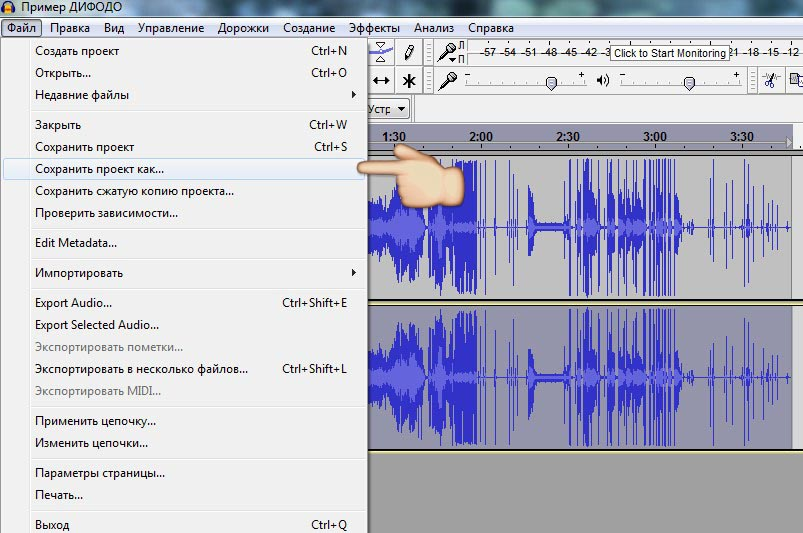 Пример ДИФОДО
Файл Правка Вид Управление Дорожки Создание Эффекты Анализ Справка
Создать проект Ctrl+N
Открыть... Ctrl+O
Недавние файлы
Закрыть Ctrl+W
Сохранить проект Ctrl+S
Сохранить проект как...
Сохранить сжатую копию проекта...
Проверить зависимости...
Edit Metadata...
Импортировать
Export Audio... Ctrl+Shift+E
Export Selected Audio...
Экспортировать пометки...
Экспортировать в несколько файлов... Ctrl+Shift+L
Экспортировать MIDI...
Применить цепочку...
Изменить цепочки...
Параметры страницы...
Печать...
Выход Ctrl+Q
Л
П
-57 -54 -51 -48 -45 -42 Click to Start Monitoring 21 -18 -15 -12
- + - +
Устр
1:30 2:00 2:30 3:00 3:30